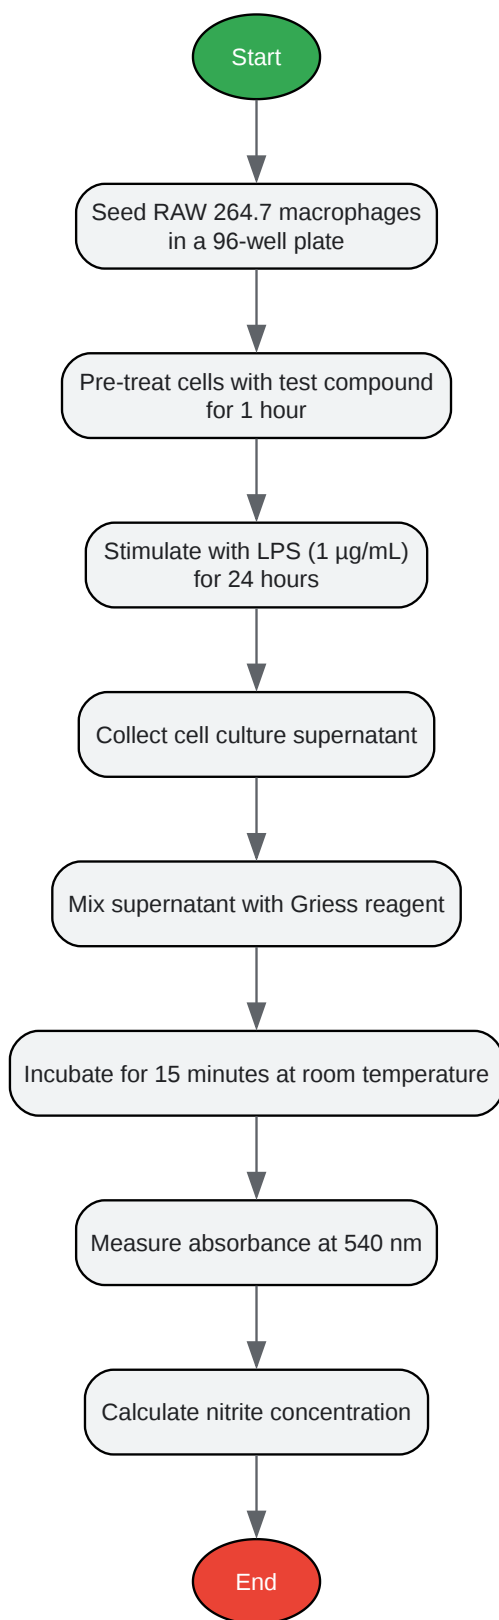 Start
Seed RAW 264.7 macrophages
in a 96-well plate
Pre-treat cells with test compound
for 1 hour
Stimulate with LPS (1 µg/mL)
for 24 hours
Collect cell culture supernatant
Mix supernatant with Griess reagent
Incubate for 15 minutes at room temperature
Measure absorbance at 540 nm
Calculate nitrite concentration
End